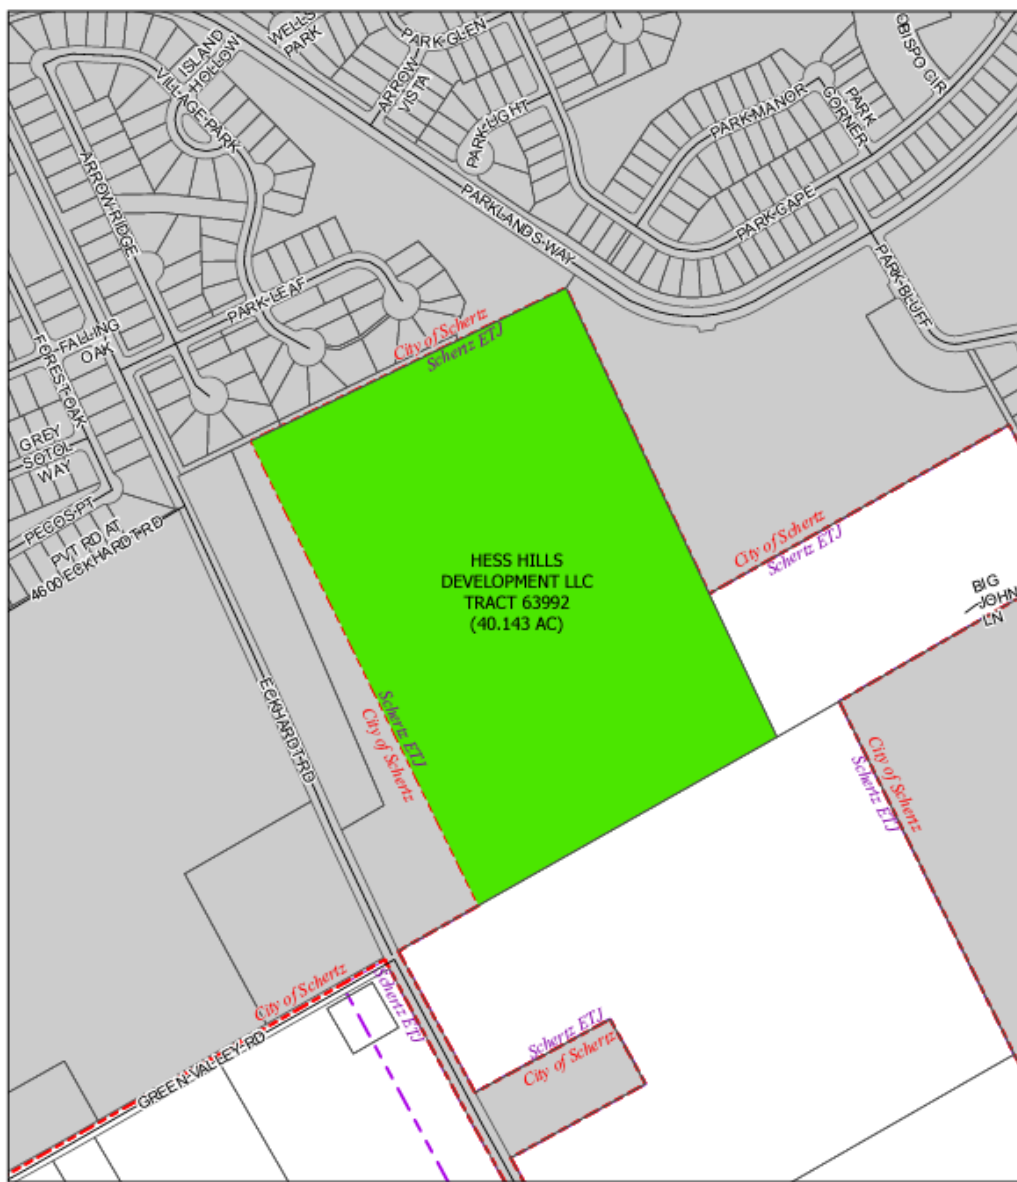 WELLS
PARK
PARK-GLEN
OBISPO CIR
ISLAND
HOLLOW
ARROW
VISTA
VILLAGE-PARK
PARK-LIGHT
PARK-MANOR
PARK
CORNER
ARROW-RIDGE
PARKLANDS-WAY
PARK-GAPE
PARK-BLUFF
PARK-LEAF
FALLING
OAK
FOREST-OAK
City of Schertz
Schertz ETJ
GREY
SOTOL
WAY
PECOS-PT
PVT RD AT
4600 ECKHARDT-RD
City of Schertz
Schertz ETJ
HESS HILLS
DEVELOPMENT LLC
TRACT 63992
(40.143 AC)
BIG
JOHN
LN
ECKHARDT-RD
Schertz ETJ
City of Schertz
City of Schertz
Schertz ETJ
City of Schertz
Schertz ETJ
Schertz ETJ
City of Schertz
GREEN-VALLEY-RD